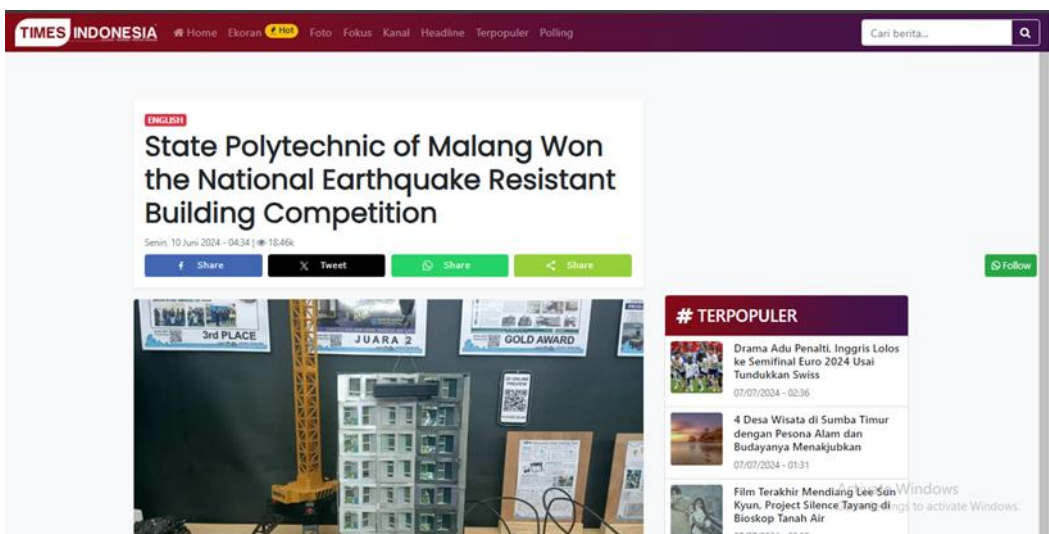 TIMES INDONESIA Home Ekoran Hot Foto Fokus Kanal Headline Terpopuler Polling Cari berita...
ENGLISH
State Polytechnic of Malang Won
the National Earthquake Resistant
Building Competition
Senin, 10 Juni 2024 - 04:34 | 18.46k
Share Tweet Share Share
Follow
3rd PLACE
JUARA 2
GOLD AWARD
# TERPOPULER
Drama Adu Penalti, Inggris Lolos
ke Semifinal Euro 2024 Usai
Tundukkan Swiss
07/07/2024 - 02:36
4 Desa Wisata di Sumba Timur
dengan Pesona Alam dan
Budayanya Menakjubkan
07/07/2024 - 01:31
Film Terakhir Mendiang Lee Sun
Kyun, Project Silence Tayang di
Bioskop Tanah Air
Activate Windows
to activate Windows.